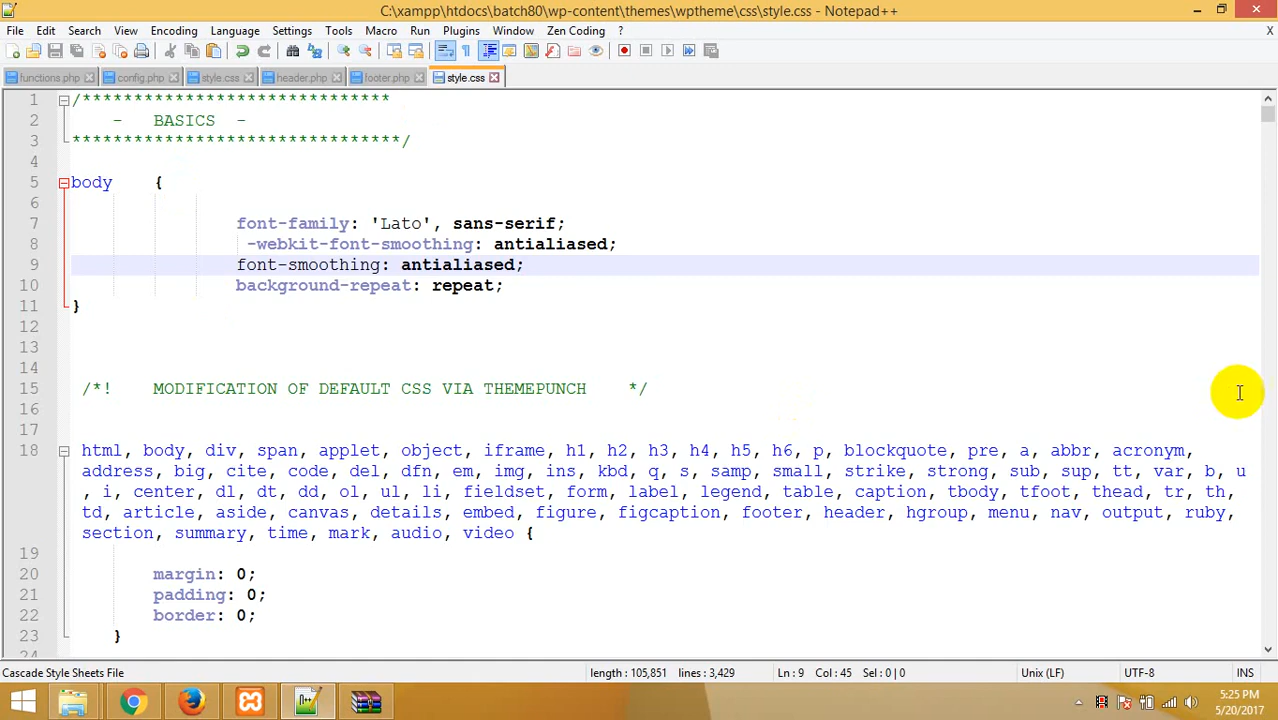 C:\xampp\htdocs\batch80\wp-content\themes\wptheme\css\style.css - Notepad++
File Edit Search View Encoding Language Settings Tools Macro Run Plugins Window Zen Coding ? X
functions.php config.php style.css header.php footer.php style.css
1 /******************************
2 - BASICS -
3 ********************************/
4
5 body {
6
7 font-family: 'Lato', sans-serif;
8 -webkit-font-smoothing: antialiased;
9 font-smoothing: antialiased;
10 background-repeat: repeat;
11 }
12
13
14
15 /*! MODIFICATION OF DEFAULT CSS VIA THEMEPUNCH */
16
17
18 html, body, div, span, applet, object, iframe, h1, h2, h3, h4, h5, h6, p, blockquote, pre, a, abbr, acronym,
address, big, cite, code, del, dfn, em, img, ins, kbd, q, s, samp, small, strike, strong, sub, sup, tt, var, b, u
, i, center, dl, dt, dd, ol, ul, li, fieldset, form, label, legend, table, caption, tbody, tfoot, thead, tr, th,
td, article, aside, canvas, details, embed, figure, figcaption, footer, header, hgroup, menu, nav, output, ruby,
section, summary, time, mark, audio, video {
19
20 margin: 0;
21 padding: 0;
22 border: 0;
23 }
24
Cascade Style Sheets File length : 105,851 lines : 3,429 Ln : 9 Col : 45 Sel : 0 | 0 Unix (LF) UTF-8 INS
5:25 PM
5/20/2017